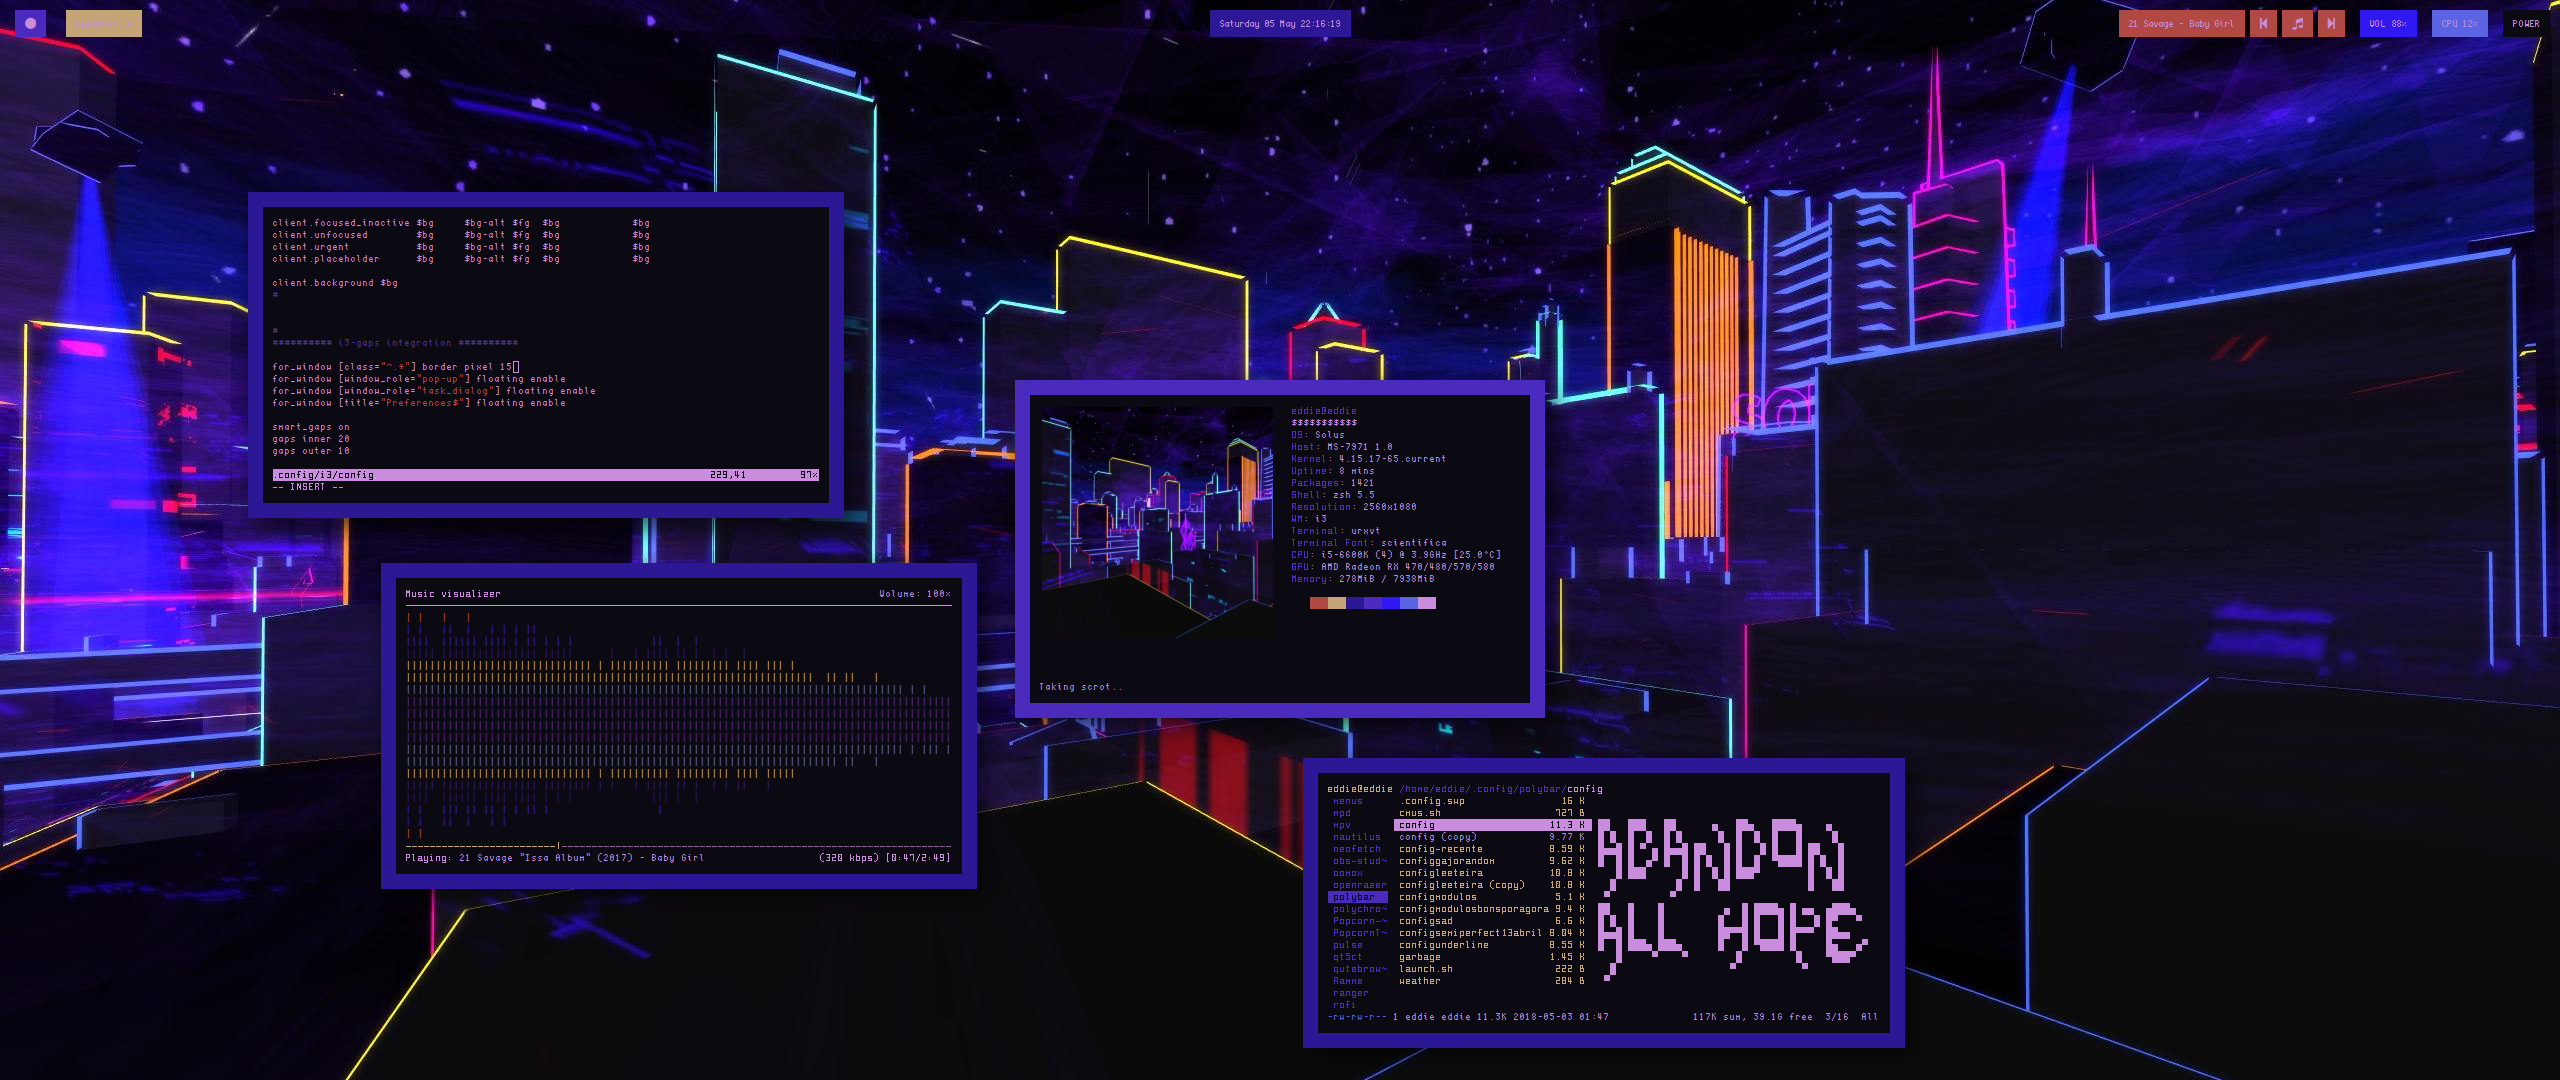 Saturday 05 May 22:16:19
21 Savage - Baby Girl
VOL 88%
CPU 12%
POWER
client.focused_inactive $bg $bg-alt $fg $bg $bg
client.unfocused $bg $bg-alt $fg $bg $bg
client.urgent $bg $bg-alt $fg $bg $bg
client.placeholder $bg $bg-alt $fg $bg $bg
client.background $bg
#
#
########## i3-gaps integration ##########
for_window [class="^.*"] border pixel 15
for_window [window_role="pop-up"] floating enable
for_window [window_role="task_dialog"] floating enable
for_window [title="Preferences$"] floating enable
smart_gaps on
gaps inner 20
gaps outer 10
.config/i3/config 229,41 97%
-- INSERT --
Music visualizer Volume: 100%
Playing: 21 Savage "Issa Album" (2017) - Baby Girl (320 kbps) [0:47/2:49]
eddie@eddie
$$$$$$$$$$$
OS: Solus
Host: MS-7971 1.0
Kernel: 4.15.17-65.current
Uptime: 8 mins
Packages: 1421
Shell: zsh 5.5
Resolution: 2560x1080
WM: i3
Terminal: urxvt
Terminal Font: scientifica
CPU: i5-6600K (4) @ 3.9GHz [25.0°C]
GPU: AMD Radeon RX 470/480/570/580
Memory: 278MiB / 7938MiB
Taking scrot..
eddie@eddie /home/eddie/.config/polybar/config
menus .config.swp 16 K
mpd cmus.sh 727 B
mpv config 11.3 K
nautilus config (copy) 9.77 K
neofetch config-recente 8.59 K
obs-stud~ configgajorandom 9.62 K
oomox configleeteira 10.8 K
openrazer configleeteira (copy) 10.8 K
polybar configmodulos 5.1 K
polychro~ configmodulosbonsporagora 9.4 K
Popcorn-~ configsad 6.6 K
PopcornT~ configsemiperfect13abril 8.04 K
pulse configunderline 8.55 K
qt5ct garbage 1.45 K
qutebrow~ launch.sh 222 B
Ramme weather 204 B
ranger
rofi
ABANDON
ALL HOPE
-rw-rw-r-- 1 eddie eddie 11.3K 2018-05-03 01:47 117K sum, 39.1G free 3/16 All